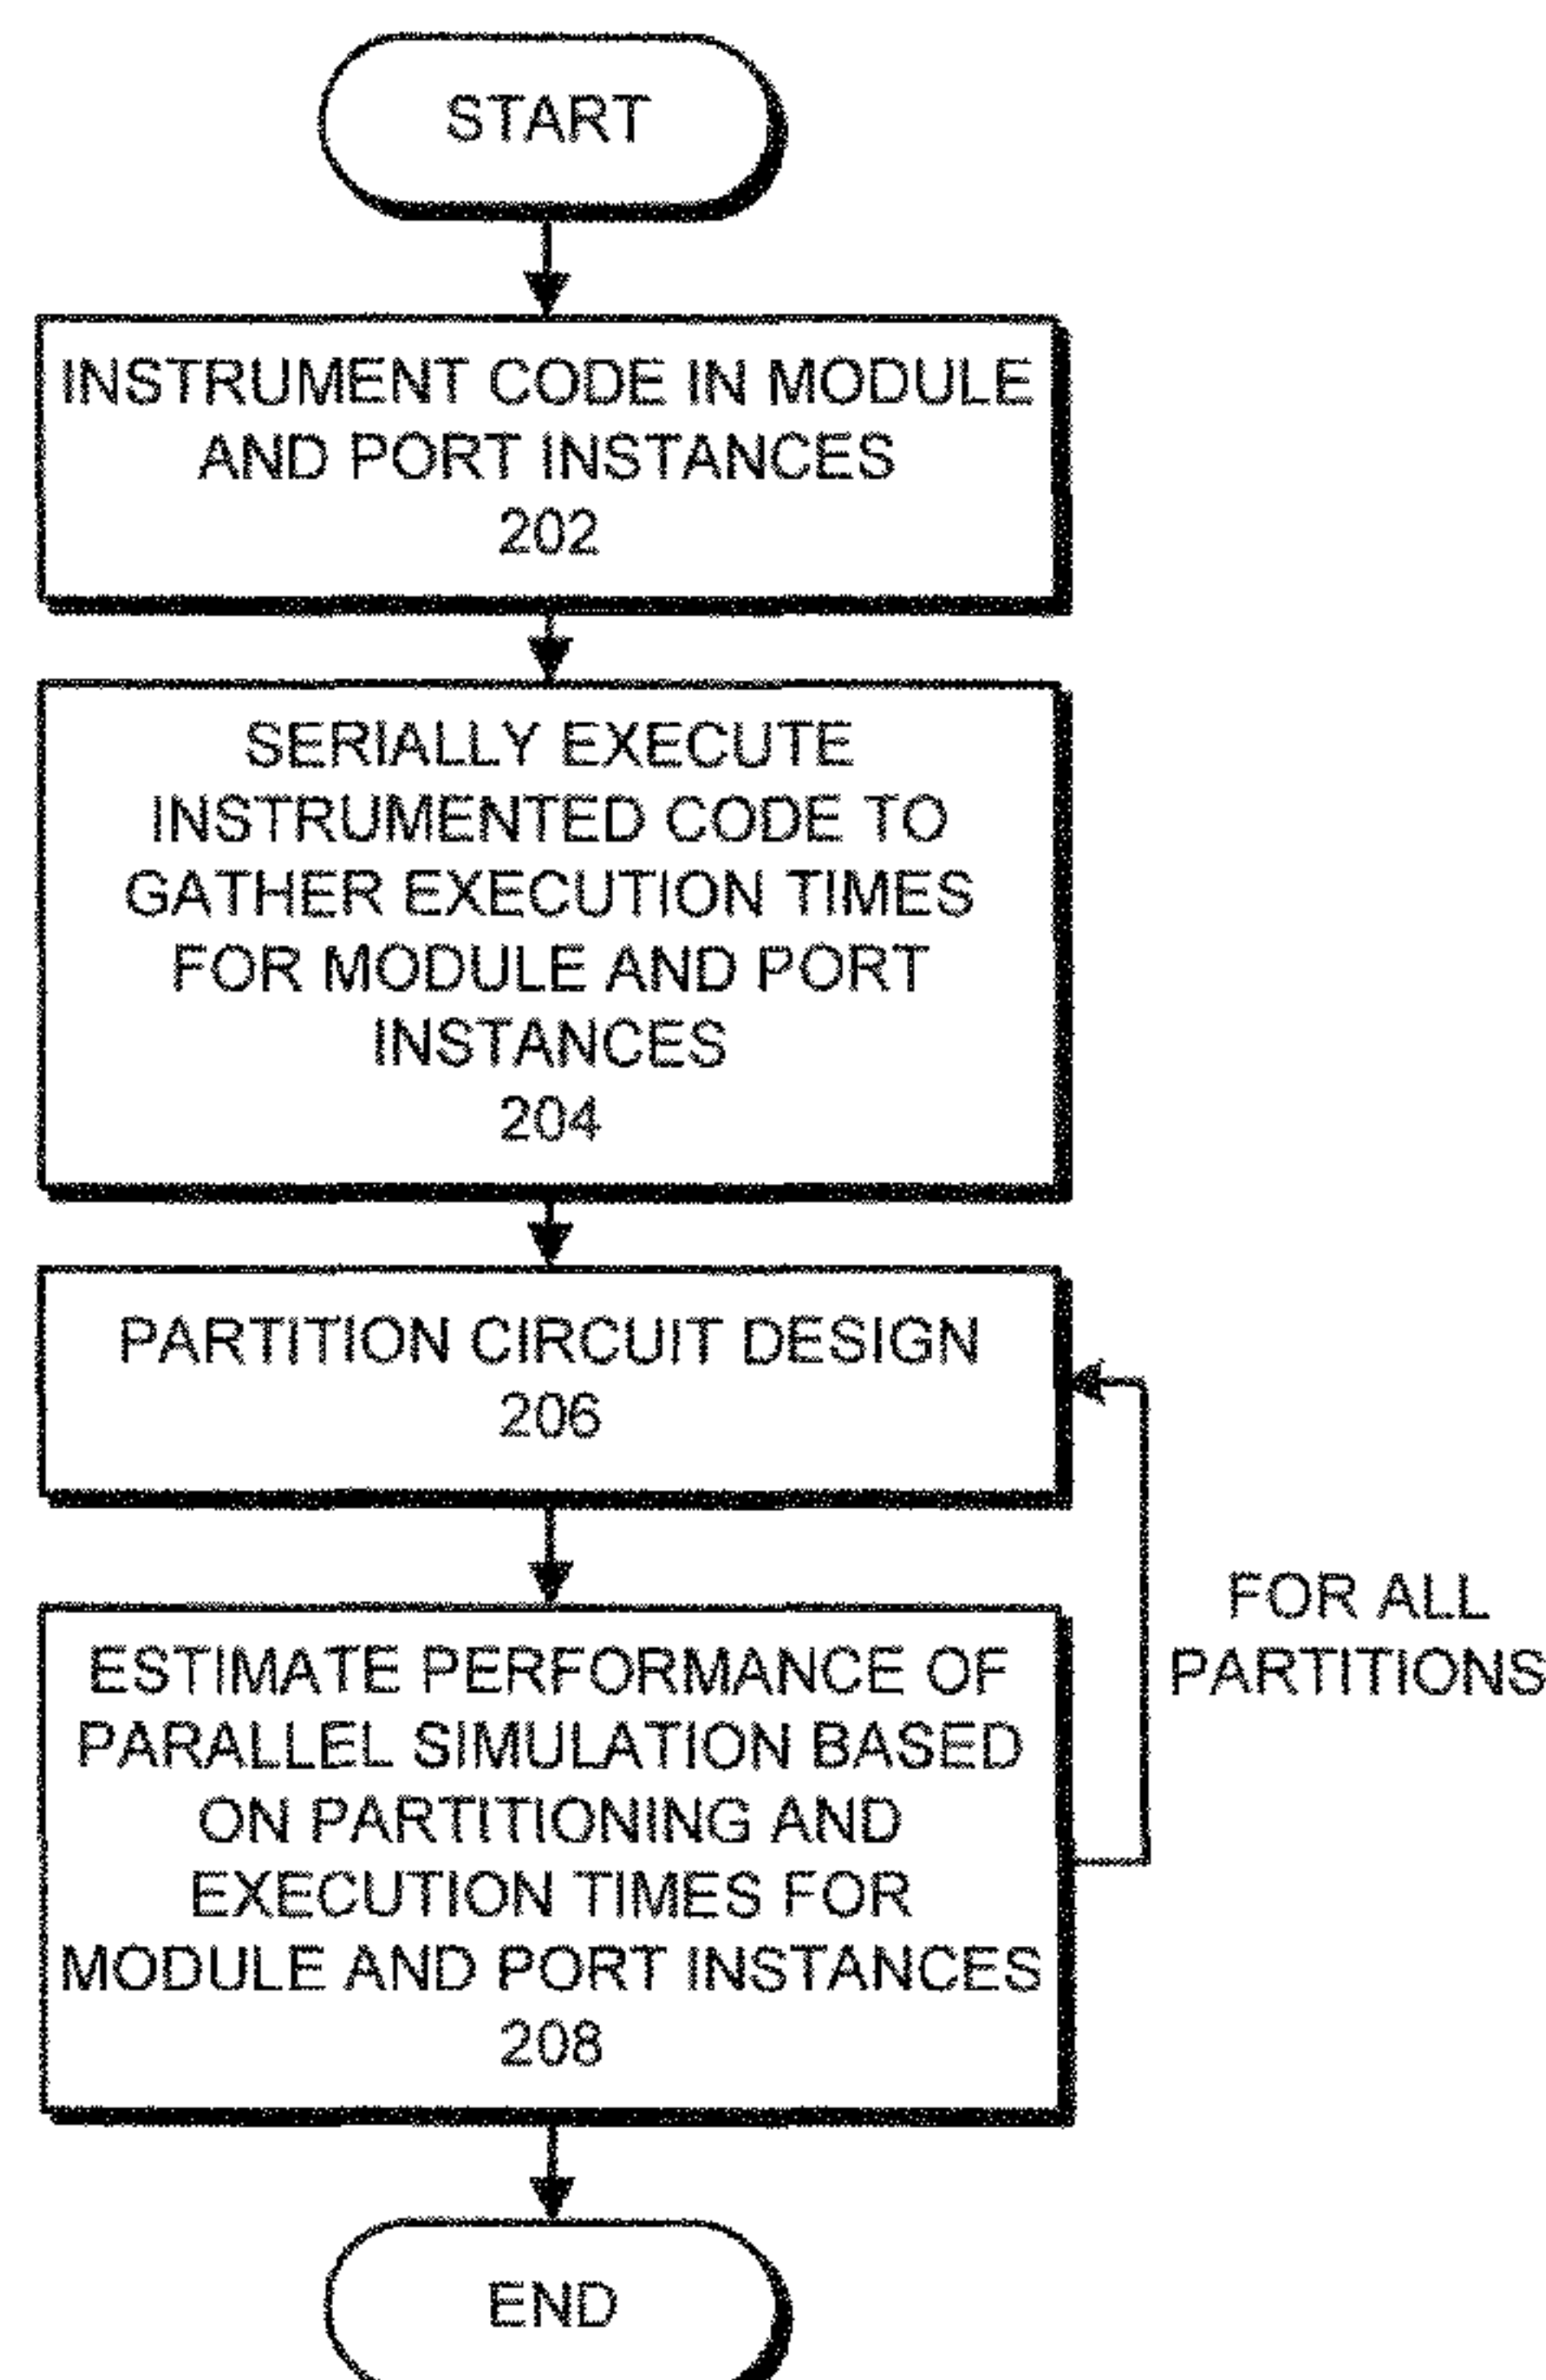 START
INSTRUMENT CODE IN MODULE
AND PORT INSTANCES
202
SERIALLY EXECUTE
INSTRUMENTED CODE TO
GATHER EXECUTION TIMES
FOR MODULE AND PORT
INSTANCES
204
PARTITION CIRCUIT DESIGN
206
FOR ALL
PARTITIONS
ESTIMATE PERFORMANCE OF
PARALLEL SIMULATION BASED
ON PARTITIONING AND
EXECUTION TIMES FOR
MODULE AND PORT INSTANCES
208
END